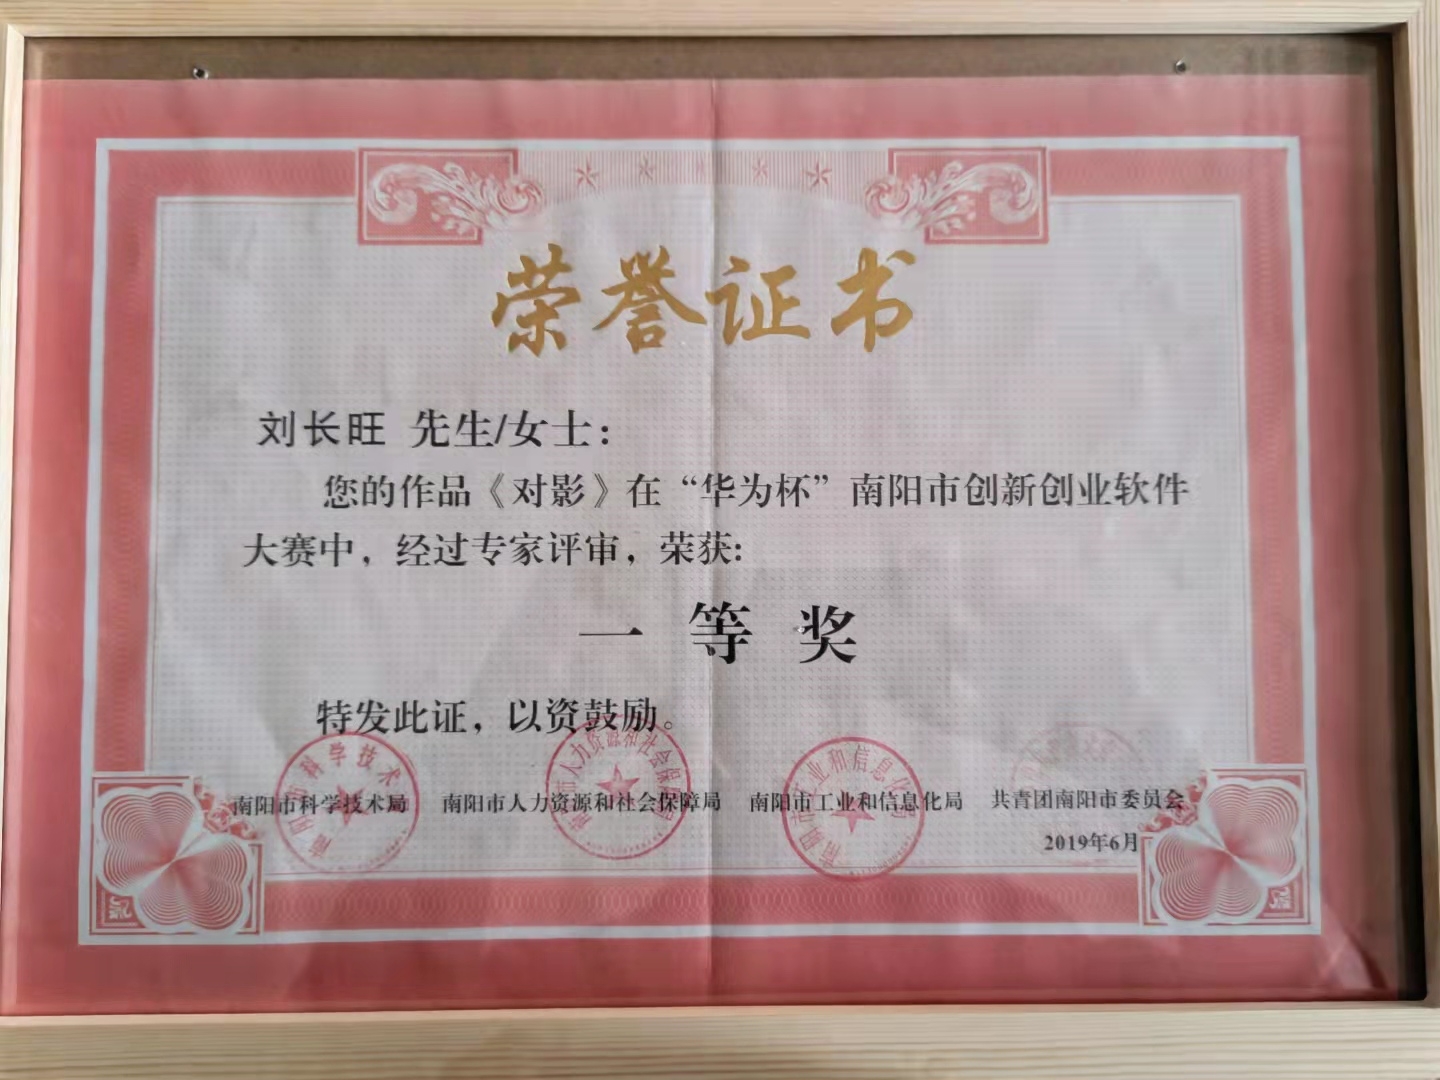 荣誉证书
刘长旺 先生/女士：
您的作品《对影》在“华为杯”南阳市创新创业软件
大赛中，经过专家评审，荣获：
一等奖
特发此证，以资鼓励。
南阳市科学技术局 南阳市人力资源和社会保障局 南阳市工业和信息化局 共青团南阳市委员会
2019年6月